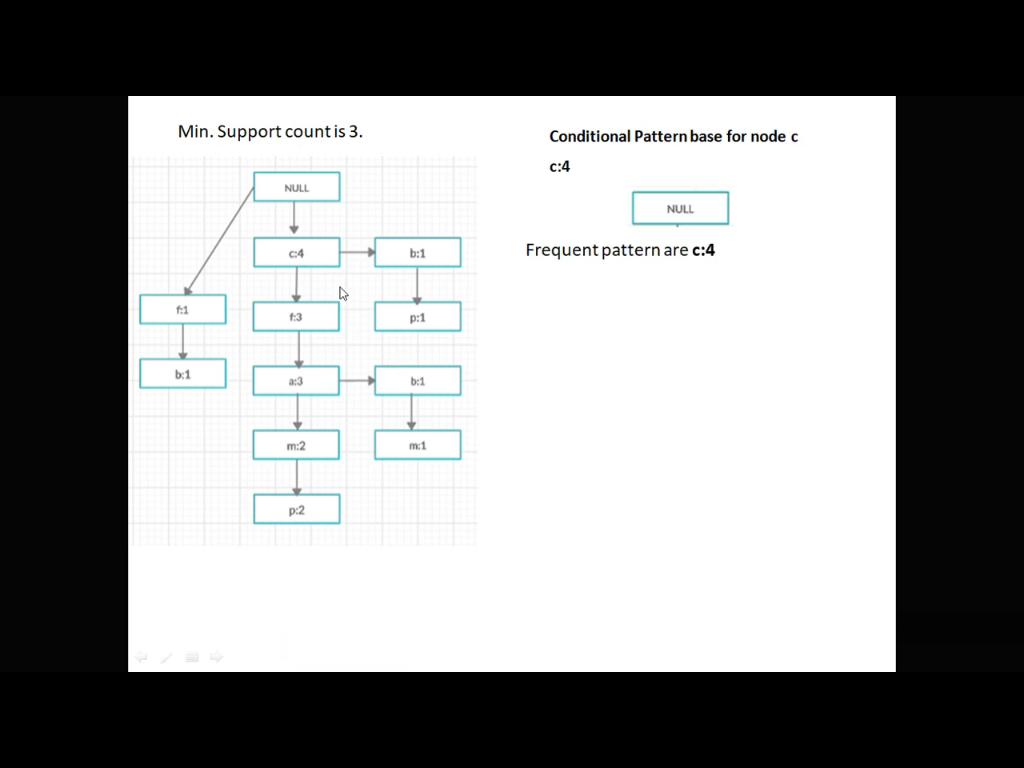 Min. Support count is 3.
NULL
c:4
b:1
f:1
f:3
p:1
b:1
a:3
b:1
m:2
m:1
p:2
Conditional Pattern base for node c
c:4
NULL
Frequent pattern are c:4